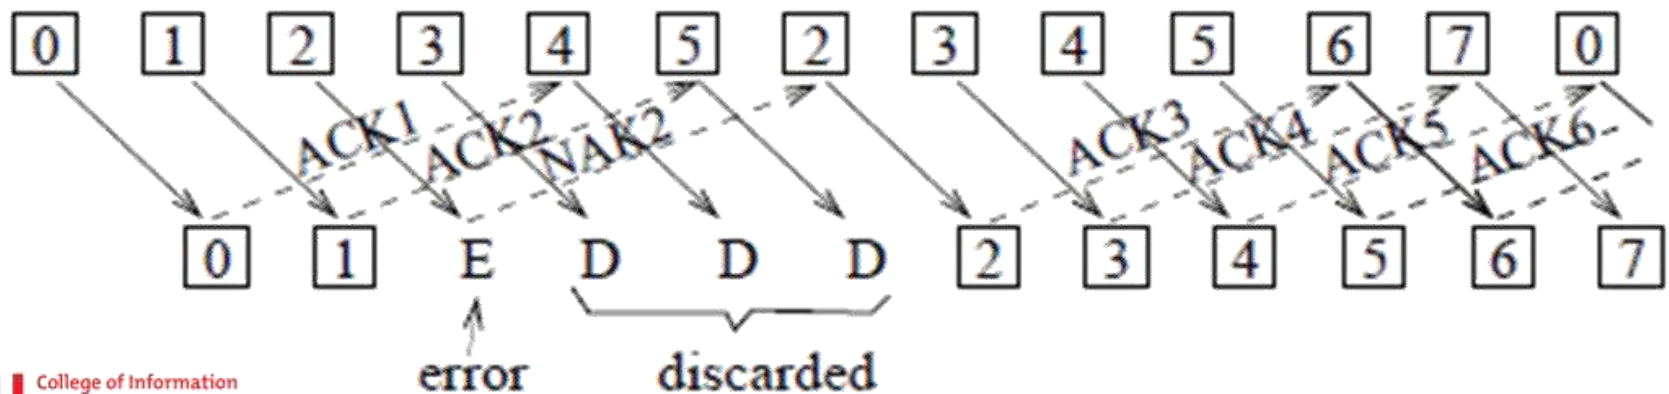 0 1 2 3 4 5 2 3 4 5 6 7 0
ACK1 ACK2 NAK2 ACK3 ACK4 ACK5 ACK6
0 1 E D D D 2 3 4 5 6 7
error discarded
College of Information